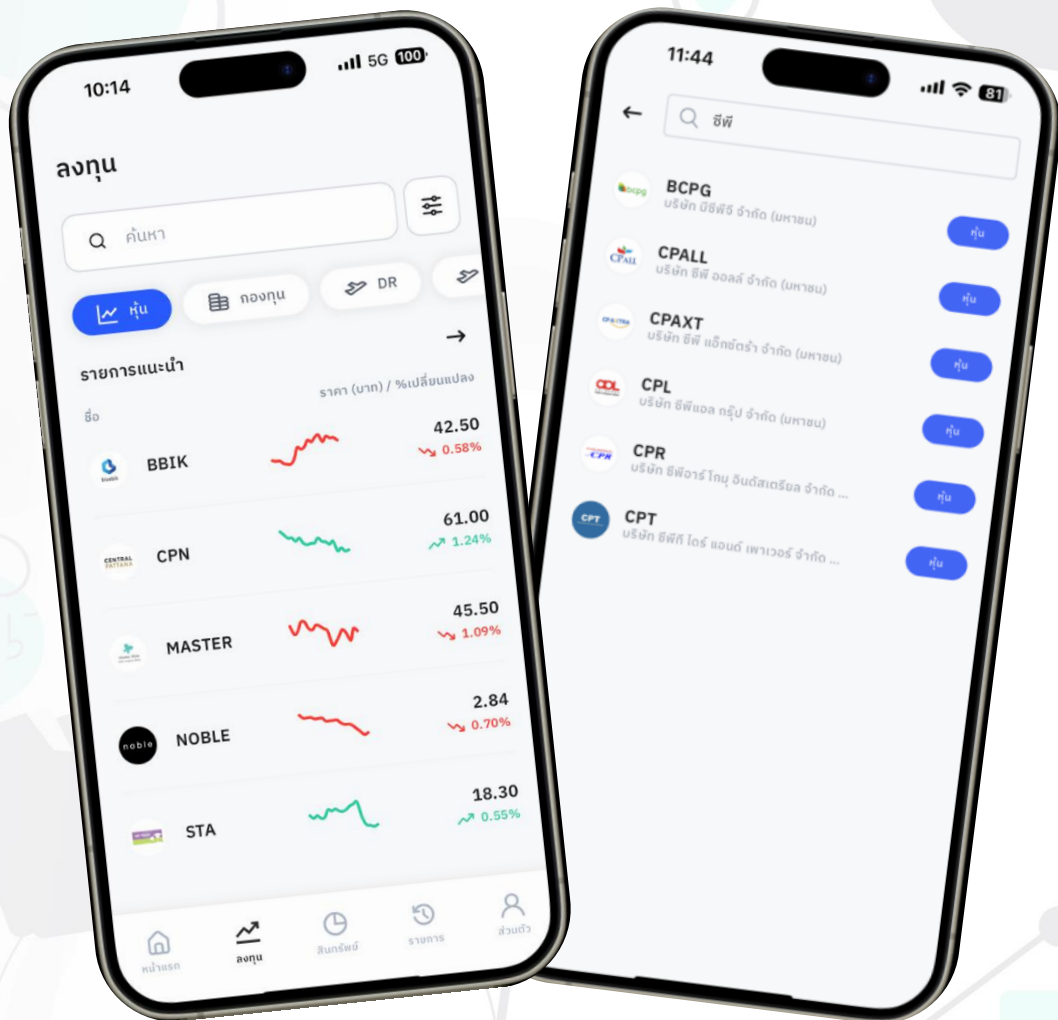 10:14
5G 100
ลงทุน
ค้นหา
หุ้น
กองทุน
DR
รายการแนะนำ
ชื่อ
ราคา (บาท) / %เปลี่ยนแปลง
BBIK
42.50
0.58%
CENTRAL
PATTANA
CPN
61.00
1.24%
MASTER
45.50
1.09%
noble
NOBLE
2.84
0.70%
STA
18.30
0.55%
หน้าแรก
ลงทุน
สินทรัพย์
รายการ
ส่วนตัว
11:44
81
ซีพี
bcpg
BCPG
บริษัท บีซีพีจี จำกัด (มหาชน)
หุ้น
CPALL
CPALL
บริษัท ซีพี ออลล์ จำกัด (มหาชน)
หุ้น
CPAXT
บริษัท ซีพี แอ็กซ์ตร้า จำกัด (มหาชน)
หุ้น
CPL
บริษัท ซีพีแอล กรุ๊ป จำกัด (มหาชน)
หุ้น
CPR
CPR
บริษัท ซีพีอาร์ โกมุ อินดัสเตรียล จำกัด ...
หุ้น
CPT
CPT
บริษัท ซีพีที ไดร์ แอนด์ เพาเวอร์ จำกัด ...
หุ้น